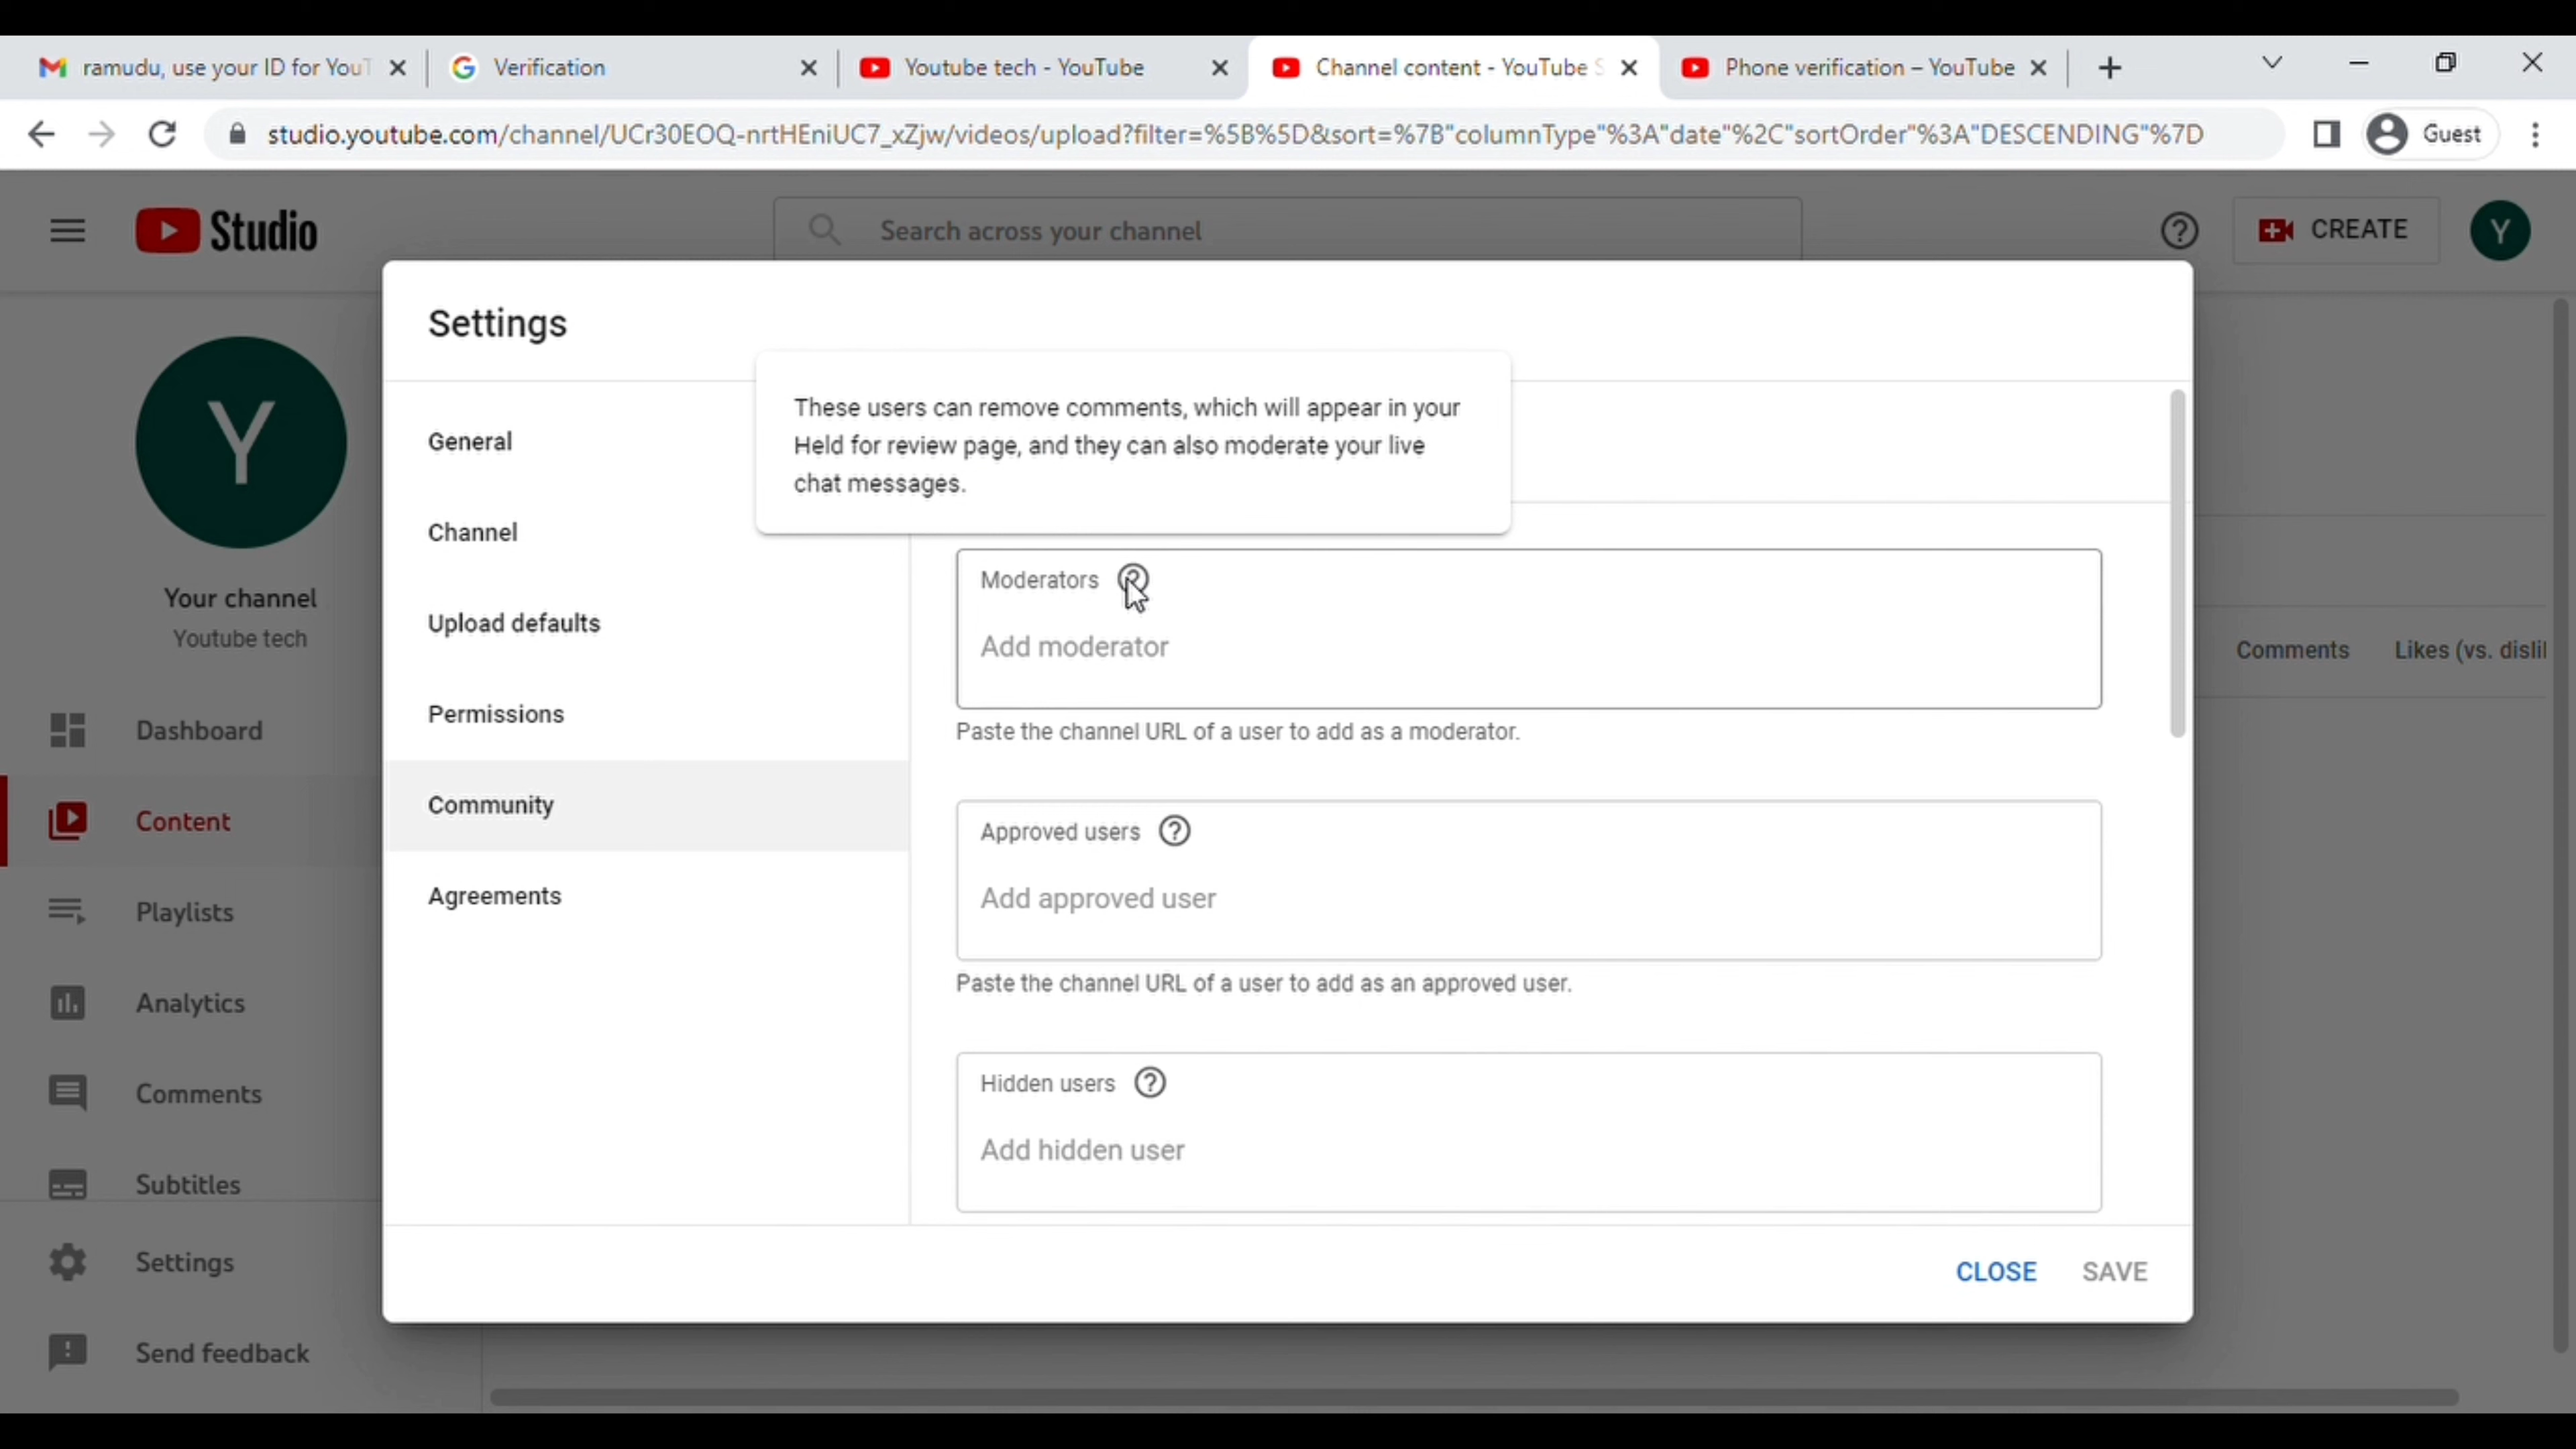 ramudu, use your ID for YouT
Verification
Youtube tech - YouTube
Channel content - YouTube S
Phone verification – YouTube
studio.youtube.com/channel/UCr30EOQ-nrtHEniUC7_xZjw/videos/upload?filter=%5B%5D&sort=%7B"columnType"%3A"date"%2C"sortOrder"%3A"DESCENDING"%7D
Guest
Studio
Search across your channel
CREATE
Y
Y
Your channel
Youtube tech
Dashboard
Content
Playlists
Analytics
Comments
Subtitles
Settings
Send feedback
Settings
General
Channel
Upload defaults
Permissions
Community
Agreements
These users can remove comments, which will appear in your
Held for review page, and they can also moderate your live
chat messages.
Moderators
Add moderator
Paste the channel URL of a user to add as a moderator.
Approved users
Add approved user
Paste the channel URL of a user to add as an approved user.
Hidden users
Add hidden user
CLOSE SAVE
Comments Likes (vs. disli